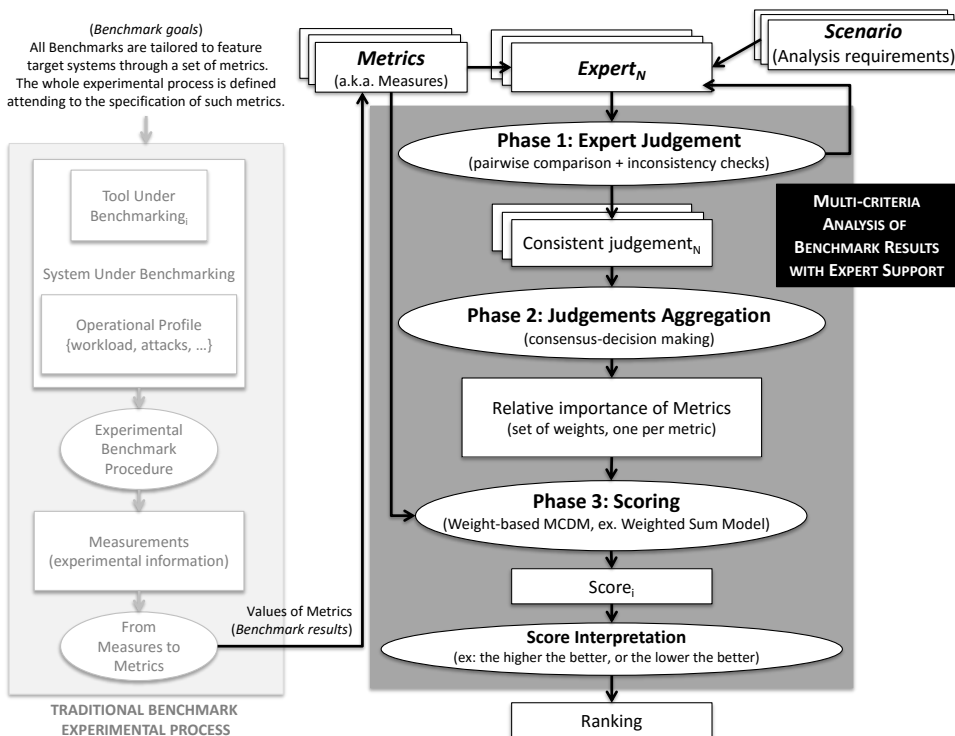 (Benchmark goals)
All Benchmarks are tailored to feature
target systems through a set of metrics.
The whole experimental process is defined
attending to the specification of such metrics.
Tool Under
Benchmarking_i
System Under Benchmarking
Operational Profile
{workload, attacks, …}
Experimental
Benchmark
Procedure
Measurements
(experimental information)
From
Measures to
Metrics
TRADITIONAL BENCHMARK
EXPERIMENTAL PROCESS
Values of Metrics
(Benchmark results)
Metrics
(a.k.a. Measures)
Expert_N
Scenario
(Analysis requirements)
Phase 1: Expert Judgement
(pairwise comparison + inconsistency checks)
MULTI-CRITERIA
ANALYSIS OF
BENCHMARK RESULTS
WITH EXPERT SUPPORT
Consistent judgement_N
Phase 2: Judgements Aggregation
(consensus-decision making)
Relative importance of Metrics
(set of weights, one per metric)
Phase 3: Scoring
(Weight-based MCDM, ex. Weighted Sum Model)
Score_i
Score Interpretation
(ex: the higher the better, or the lower the better)
Ranking